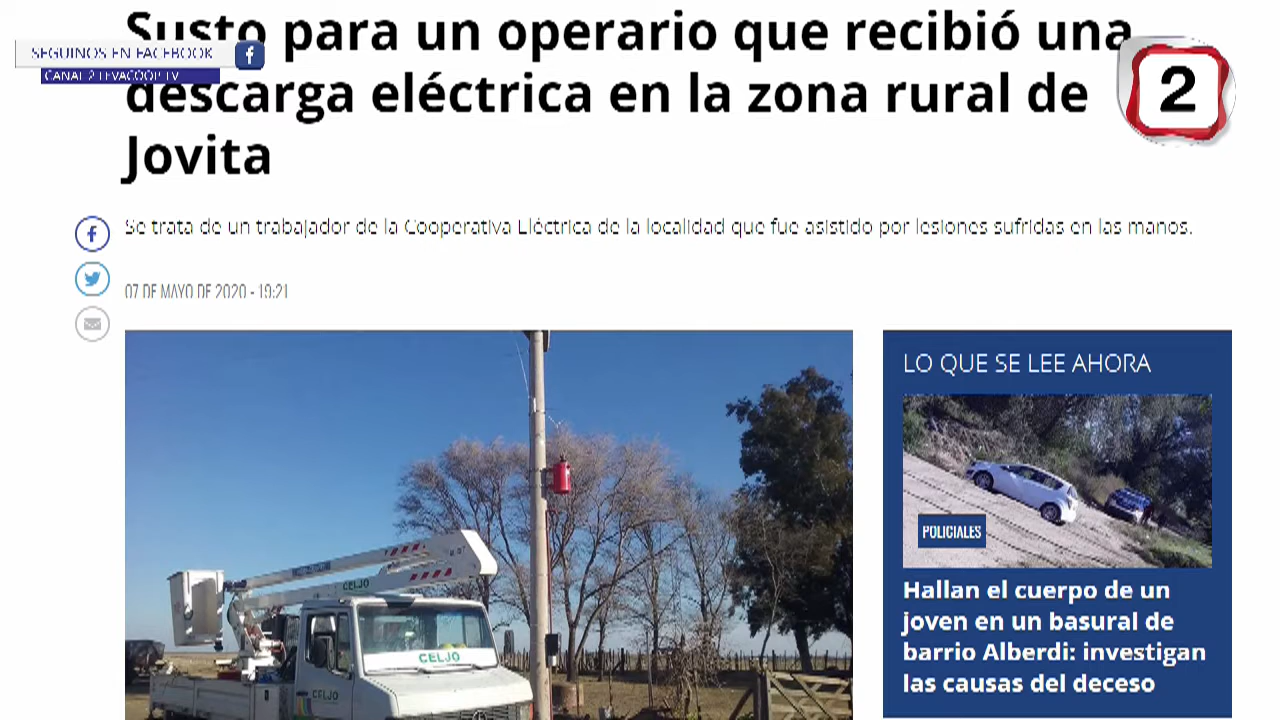 Susto para un operario que recibió una
SEGUINOS EN FACEBOOK
CANAL 2 LEVACOOP TV
descarga eléctrica en la zona rural de
Jovita
2
Se trata de un trabajador de la Cooperativa Eléctrica de la localidad que fue asistido por lesiones sufridas en las manos.
07 DE MAYO DE 2020 - 19:21
LO QUE SE LEE AHORA
POLICIALES
Hallan el cuerpo de un
joven en un basural de
barrio Alberdi: investigan
las causas del deceso
CELJO
CELJO
CELJO